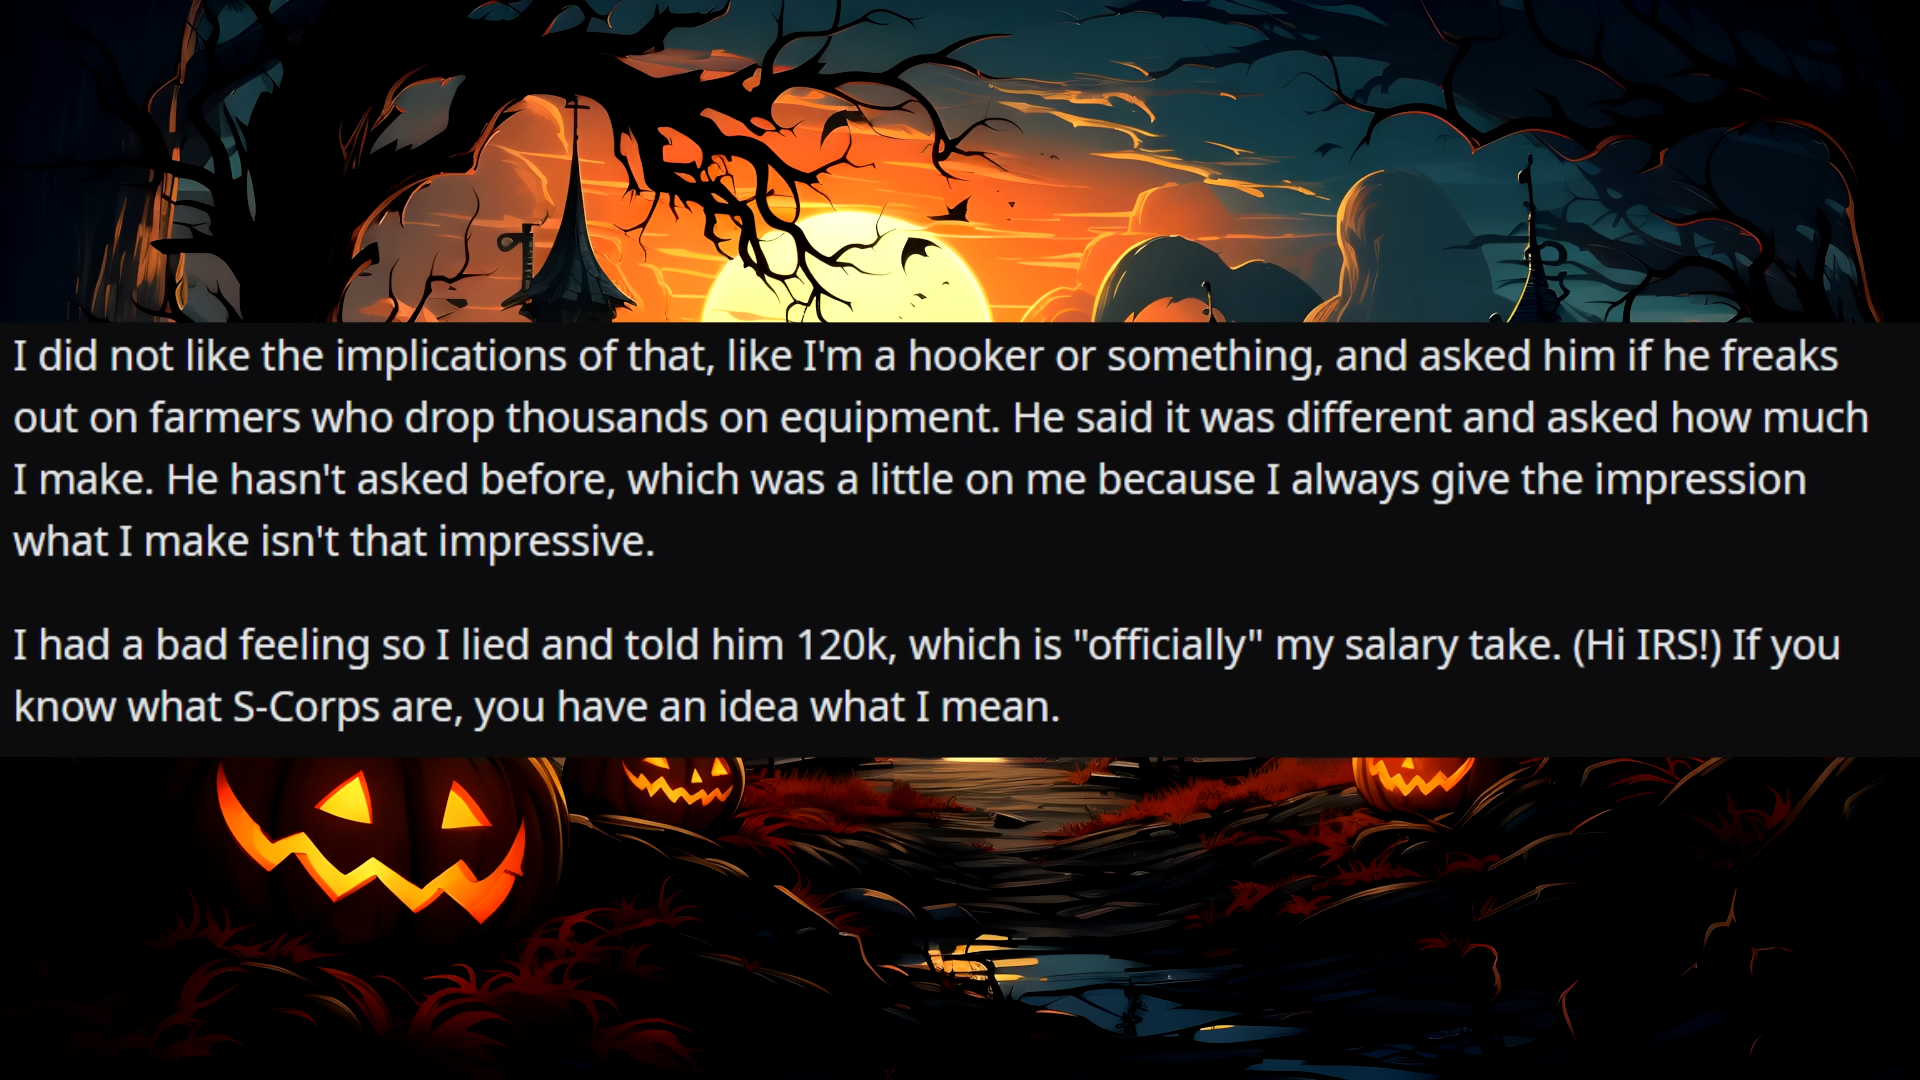 I did not like the implications of that, like I'm a hooker or something, and asked him if he freaks
out on farmers who drop thousands on equipment. He said it was different and asked how much
I make. He hasn't asked before, which was a little on me because I always give the impression
what I make isn't that impressive.
I had a bad feeling so I lied and told him 120k, which is "officially" my salary take. (Hi IRS!) If you
know what S-Corps are, you have an idea what I mean.